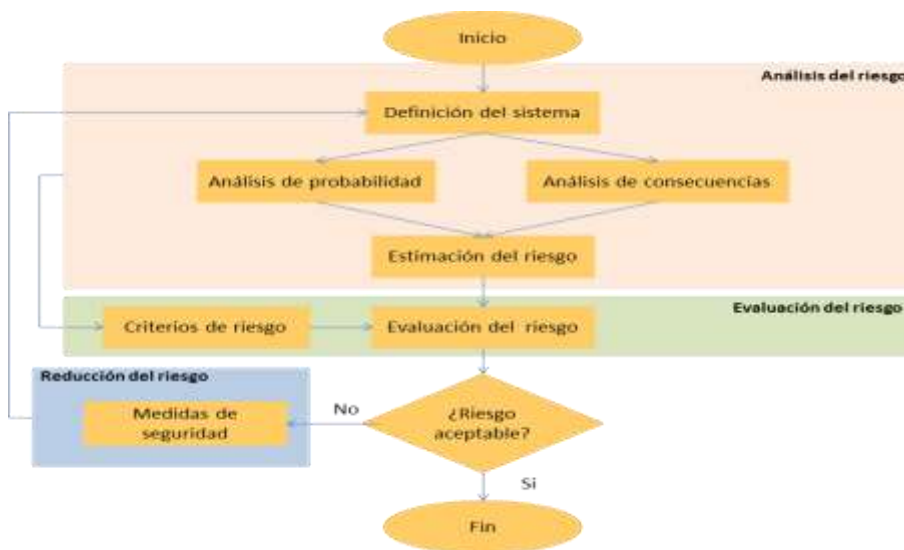 Inicio
Análisis del riesgo
Definición del sistema
Análisis de probabilidad
Análisis de consecuencias
Estimación del riesgo
Evaluación del riesgo
Criterios de riesgo
Evaluación del riesgo
Reducción del riesgo
Medidas de
seguridad
No
¿Riesgo
aceptable?
Si
Fin